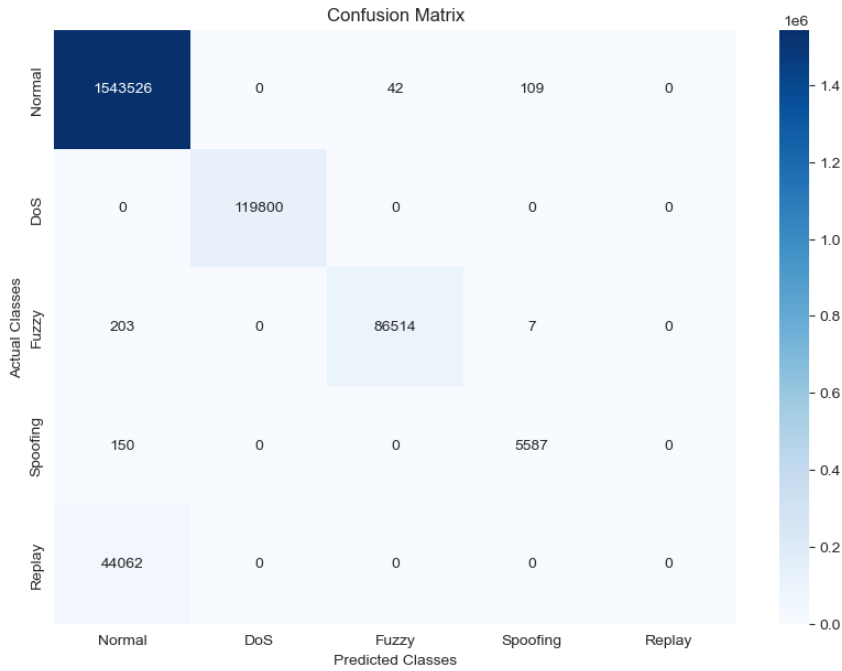 Confusion Matrix
1e6
Normal 1543526 0 42 109 0
DoS 0 119800 0 0 0
Fuzzy 203 0 86514 7 0
Spoofing 150 0 0 5587 0
Replay 44062 0 0 0 0
Actual Classes
Normal DoS Fuzzy Spoofing Replay
Predicted Classes
1.4
1.2
1.0
0.8
0.6
0.4
0.2
0.0